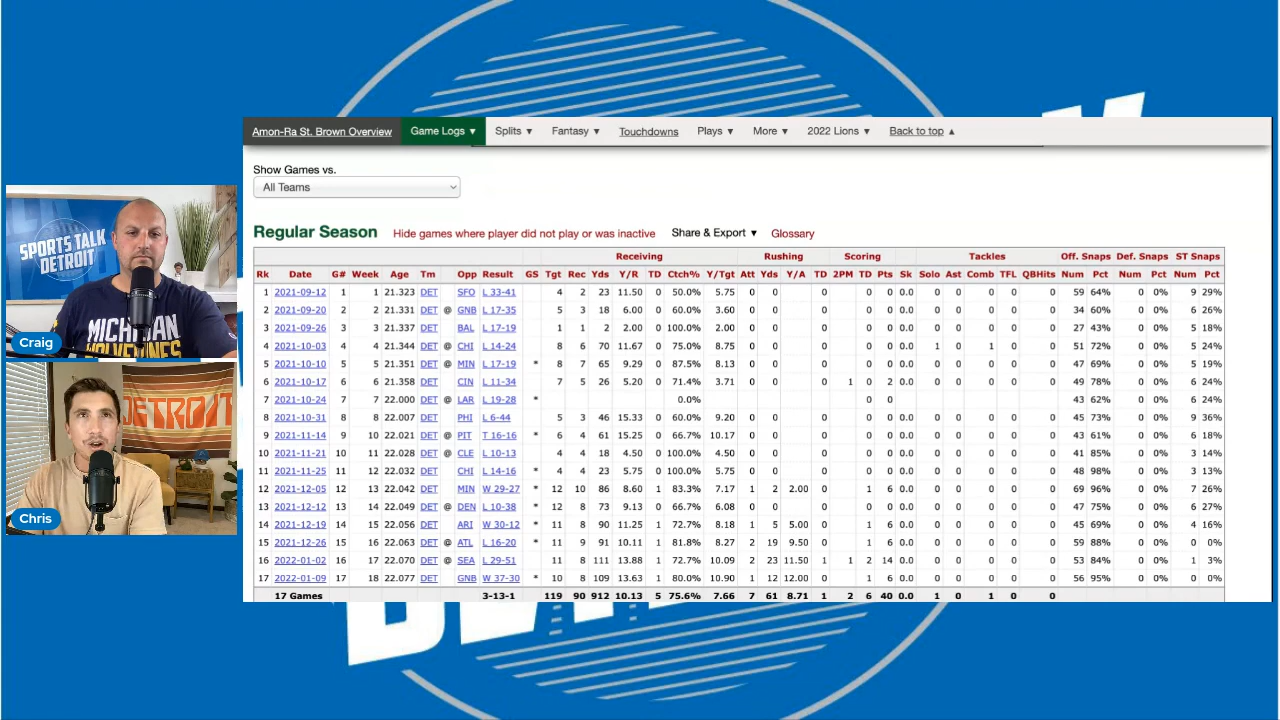 Amon-Ra St. Brown Overview Game Logs ▼ Splits ▼ Fantasy ▼ Touchdowns Plays ▼ More ▼ 2022 Lions ▼ Back to top ▲
Show Games vs.
All Teams
Regular Season Hide games where player did not play or was inactive Share & Export ▼ Glossary
Receiving Rushing Scoring Tackles Off. Snaps Def. Snaps ST Snaps
Rk Date G# Week Age Tm Opp Result GS Tgt Rec Yds Y/R TD Ctch% Y/Tgt Att Yds Y/A TD 2PM TD Pts Sk Solo Ast Comb TFL QBHits Num Pct Num Pct Num Pct
1 2021-09-12 1 1 21.323 DET SFO L 33-41 4 2 23 11.50 0 50.0% 5.75 0 0 0 0 0 0.0 0 0 0 0 0 59 64% 0 0% 9 29%
2 2021-09-20 2 2 21.331 DET @ GNB L 17-35 5 3 18 6.00 0 60.0% 3.60 0 0 0 0 0 0.0 0 0 0 0 0 34 60% 0 0% 6 26%
3 2021-09-26 3 3 21.337 DET BAL L 17-19 1 1 2 2.00 0 100.0% 2.00 0 0 0 0 0 0.0 0 0 0 0 0 27 43% 0 0% 5 18%
4 2021-10-03 4 4 21.344 DET @ CHI L 14-24 8 6 70 11.67 0 75.0% 8.75 0 0 0 0 0 0.0 1 0 1 0 0 51 72% 0 0% 5 24%
5 2021-10-10 5 5 21.351 DET @ MIN L 17-19 * 8 7 65 9.29 0 87.5% 8.13 0 0 0 0 0 0.0 0 0 0 0 0 47 69% 0 0% 5 19%
6 2021-10-17 6 6 21.358 DET CIN L 11-34 7 5 26 5.20 0 71.4% 3.71 0 0 0 1 0 2 0.0 0 0 0 0 0 49 78% 0 0% 6 24%
7 2021-10-24 7 7 22.000 DET @ LAR L 19-28 * 0.0% 0 0 43 62% 0 0% 6 24%
8 2021-10-31 8 8 22.007 DET PHI L 6-44 5 3 46 15.33 0 60.0% 9.20 0 0 0 0 0 0.0 0 0 0 0 0 45 73% 0 0% 9 36%
9 2021-11-14 9 10 22.021 DET @ PIT T 16-16 * 6 4 61 15.25 0 66.7% 10.17 0 0 0 0 0 0.0 0 0 0 0 0 43 61% 0 0% 6 18%
10 2021-11-21 10 11 22.028 DET @ CLE L 10-13 4 4 18 4.50 0 100.0% 4.50 0 0 0 0 0 0.0 0 0 0 0 0 41 85% 0 0% 3 14%
11 2021-11-25 11 12 22.032 DET CHI L 14-16 * 4 4 23 5.75 0 100.0% 5.75 0 0 0 0 0 0.0 0 0 0 0 0 48 98% 0 0% 3 13%
12 2021-12-05 12 13 22.042 DET MIN W 29-27 * 12 10 86 8.60 1 83.3% 7.17 1 2 2.00 0 1 6 0.0 0 0 0 0 0 69 96% 0 0% 7 26%
13 2021-12-12 13 14 22.049 DET @ DEN L 10-38 * 12 8 73 9.13 0 66.7% 6.08 0 0 0 0 0 0.0 0 0 0 0 0 47 75% 0 0% 6 27%
14 2021-12-19 14 15 22.056 DET ARI W 30-12 * 11 8 90 11.25 1 72.7% 8.18 1 5 5.00 0 1 6 0.0 0 0 0 0 0 45 69% 0 0% 4 16%
15 2021-12-26 15 16 22.063 DET @ ATL L 16-20 * 11 9 91 10.11 1 81.8% 8.27 2 19 9.50 0 1 6 0.0 0 0 0 0 0 59 88% 0 0% 0 0%
16 2022-01-02 16 17 22.070 DET @ SEA L 29-51 11 8 111 13.88 1 72.7% 10.09 2 23 11.50 1 1 2 14 0.0 0 0 0 0 0 53 84% 0 0% 1 3%
17 2022-01-09 17 18 22.077 DET GNB W 37-30 * 10 8 109 13.63 1 80.0% 10.90 1 12 12.00 0 1 6 0.0 0 0 0 0 0 56 95% 0 0% 0 0%
17 Games 3-13-1 119 90 912 10.13 5 75.6% 7.66 7 61 8.71 1 2 6 40 0.0 1 0 1 0 0
SPORTS TALK
DETROIT
MICHIGAN
WOLVERINES
Craig
DETROIT
Chris